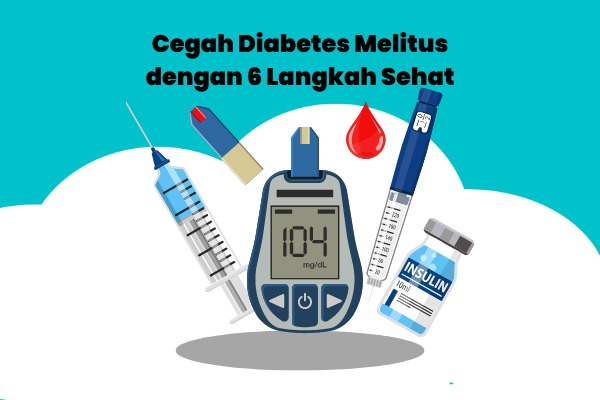 Cegah Diabetes Melitus
dengan 6 Langkah Sehat
104
mg/dL
INSULIN
10ml